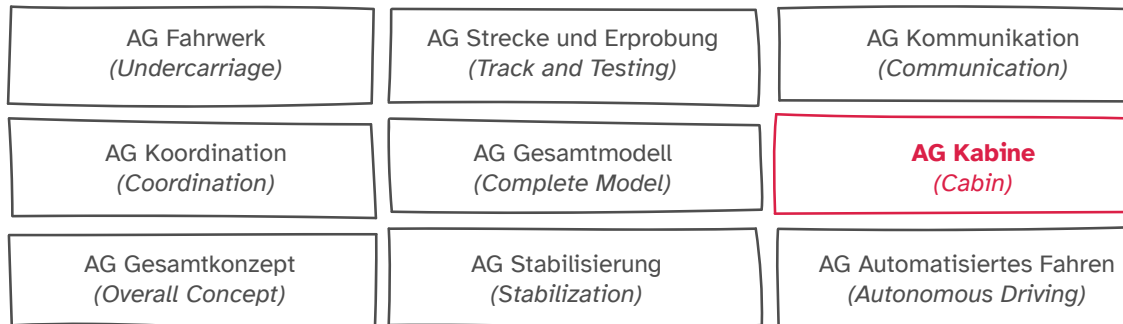 AG Fahrwerk
(Undercarriage)
AG Strecke und Erprobung
(Track and Testing)
AG Kommunikation
(Communication)
AG Koordination
(Coordination)
AG Gesamtmodell
(Complete Model)
AG Kabine
(Cabin)
AG Gesamtkonzept
(Overall Concept)
AG Stabilisierung
(Stabilization)
AG Automatisiertes Fahren
(Autonomous Driving)